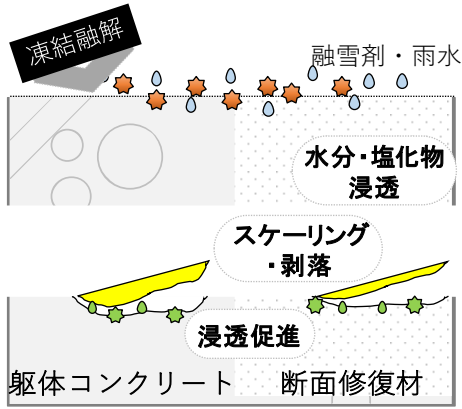 凍結融解
融雪剤・雨水
水分・塩化物
浸透
スケーリング
・剥落
浸透促進
躯体コンクリート
断面修復材